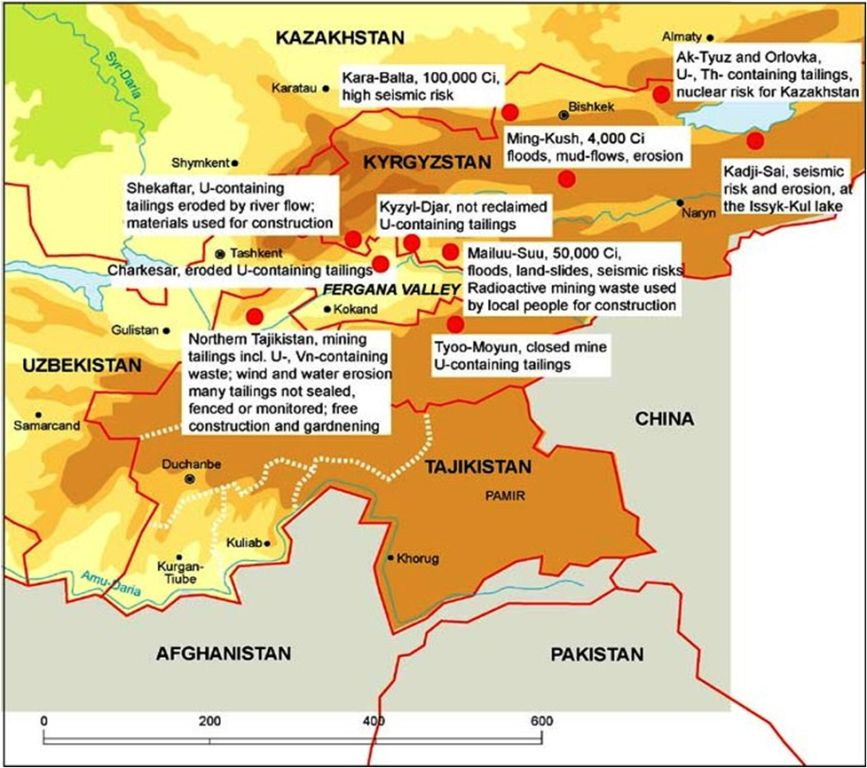 KAZAKHSTAN
Almaty
Syr-Daria
Ak-Tyuz and Orlovka,
U-, Th- containing tailings,
nuclear risk for Kazakhstan
Kara-Balta, 100,000 Ci,
high seismic risk
Karatau
Bishkek
Ming-Kush, 4,000 Ci
floods, mud-flows, erosion
Shymkent
KYRGYZSTAN
Kadji-Sai, seismic
risk and erosion, at
the Issyk-Kul lake
Shekaftar, U-containing
tailings eroded by river flow;
materials used for construction
Kyzyl-Djar, not reclaimed
U-containing tailings
Naryn
Tashkent
Charkesar, eroded U-containing tailings
Mailuu-Suu, 50,000 Ci,
floods, land-slides, seismic risks
Radioactive mining waste used
by local people for construction
FERGANA VALLEY
Kokand
Gulistan
Northern Tajikistan, mining
tailings incl. U-, Vn-containing
waste; wind and water erosion
many tailings not sealed,
fenced or monitored; free
construction and gardnening
Tyoo-Moyun, closed mine
U-containing tailings
UZBEKISTAN
Samarcand
CHINA
Duchanbe
TAJIKISTAN
PAMIR
Kuliab
Khorug
Kurgan-
Tiube
Amu-Daria
AFGHANISTAN
PAKISTAN
0 200 400 600